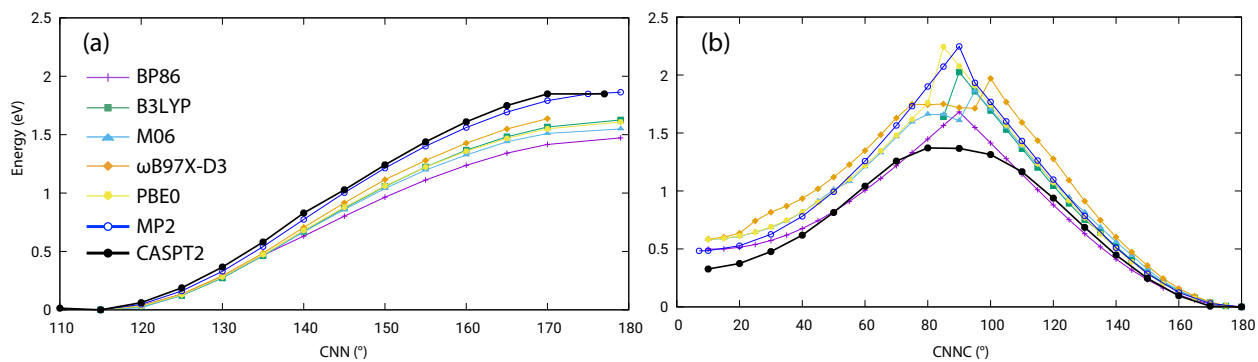 (a)
Energy (eV)
2.5
2
1.5
1
0.5
0
BP86
B3LYP
M06
ωB97X-D3
PBE0
MP2
CASPT2
110 120 130 140 150 160 170 180
CNN (°)
(b)
2.5
2
1.5
1
0.5
0
0 20 40 60 80 100 120 140 160 180
CNNC (°)